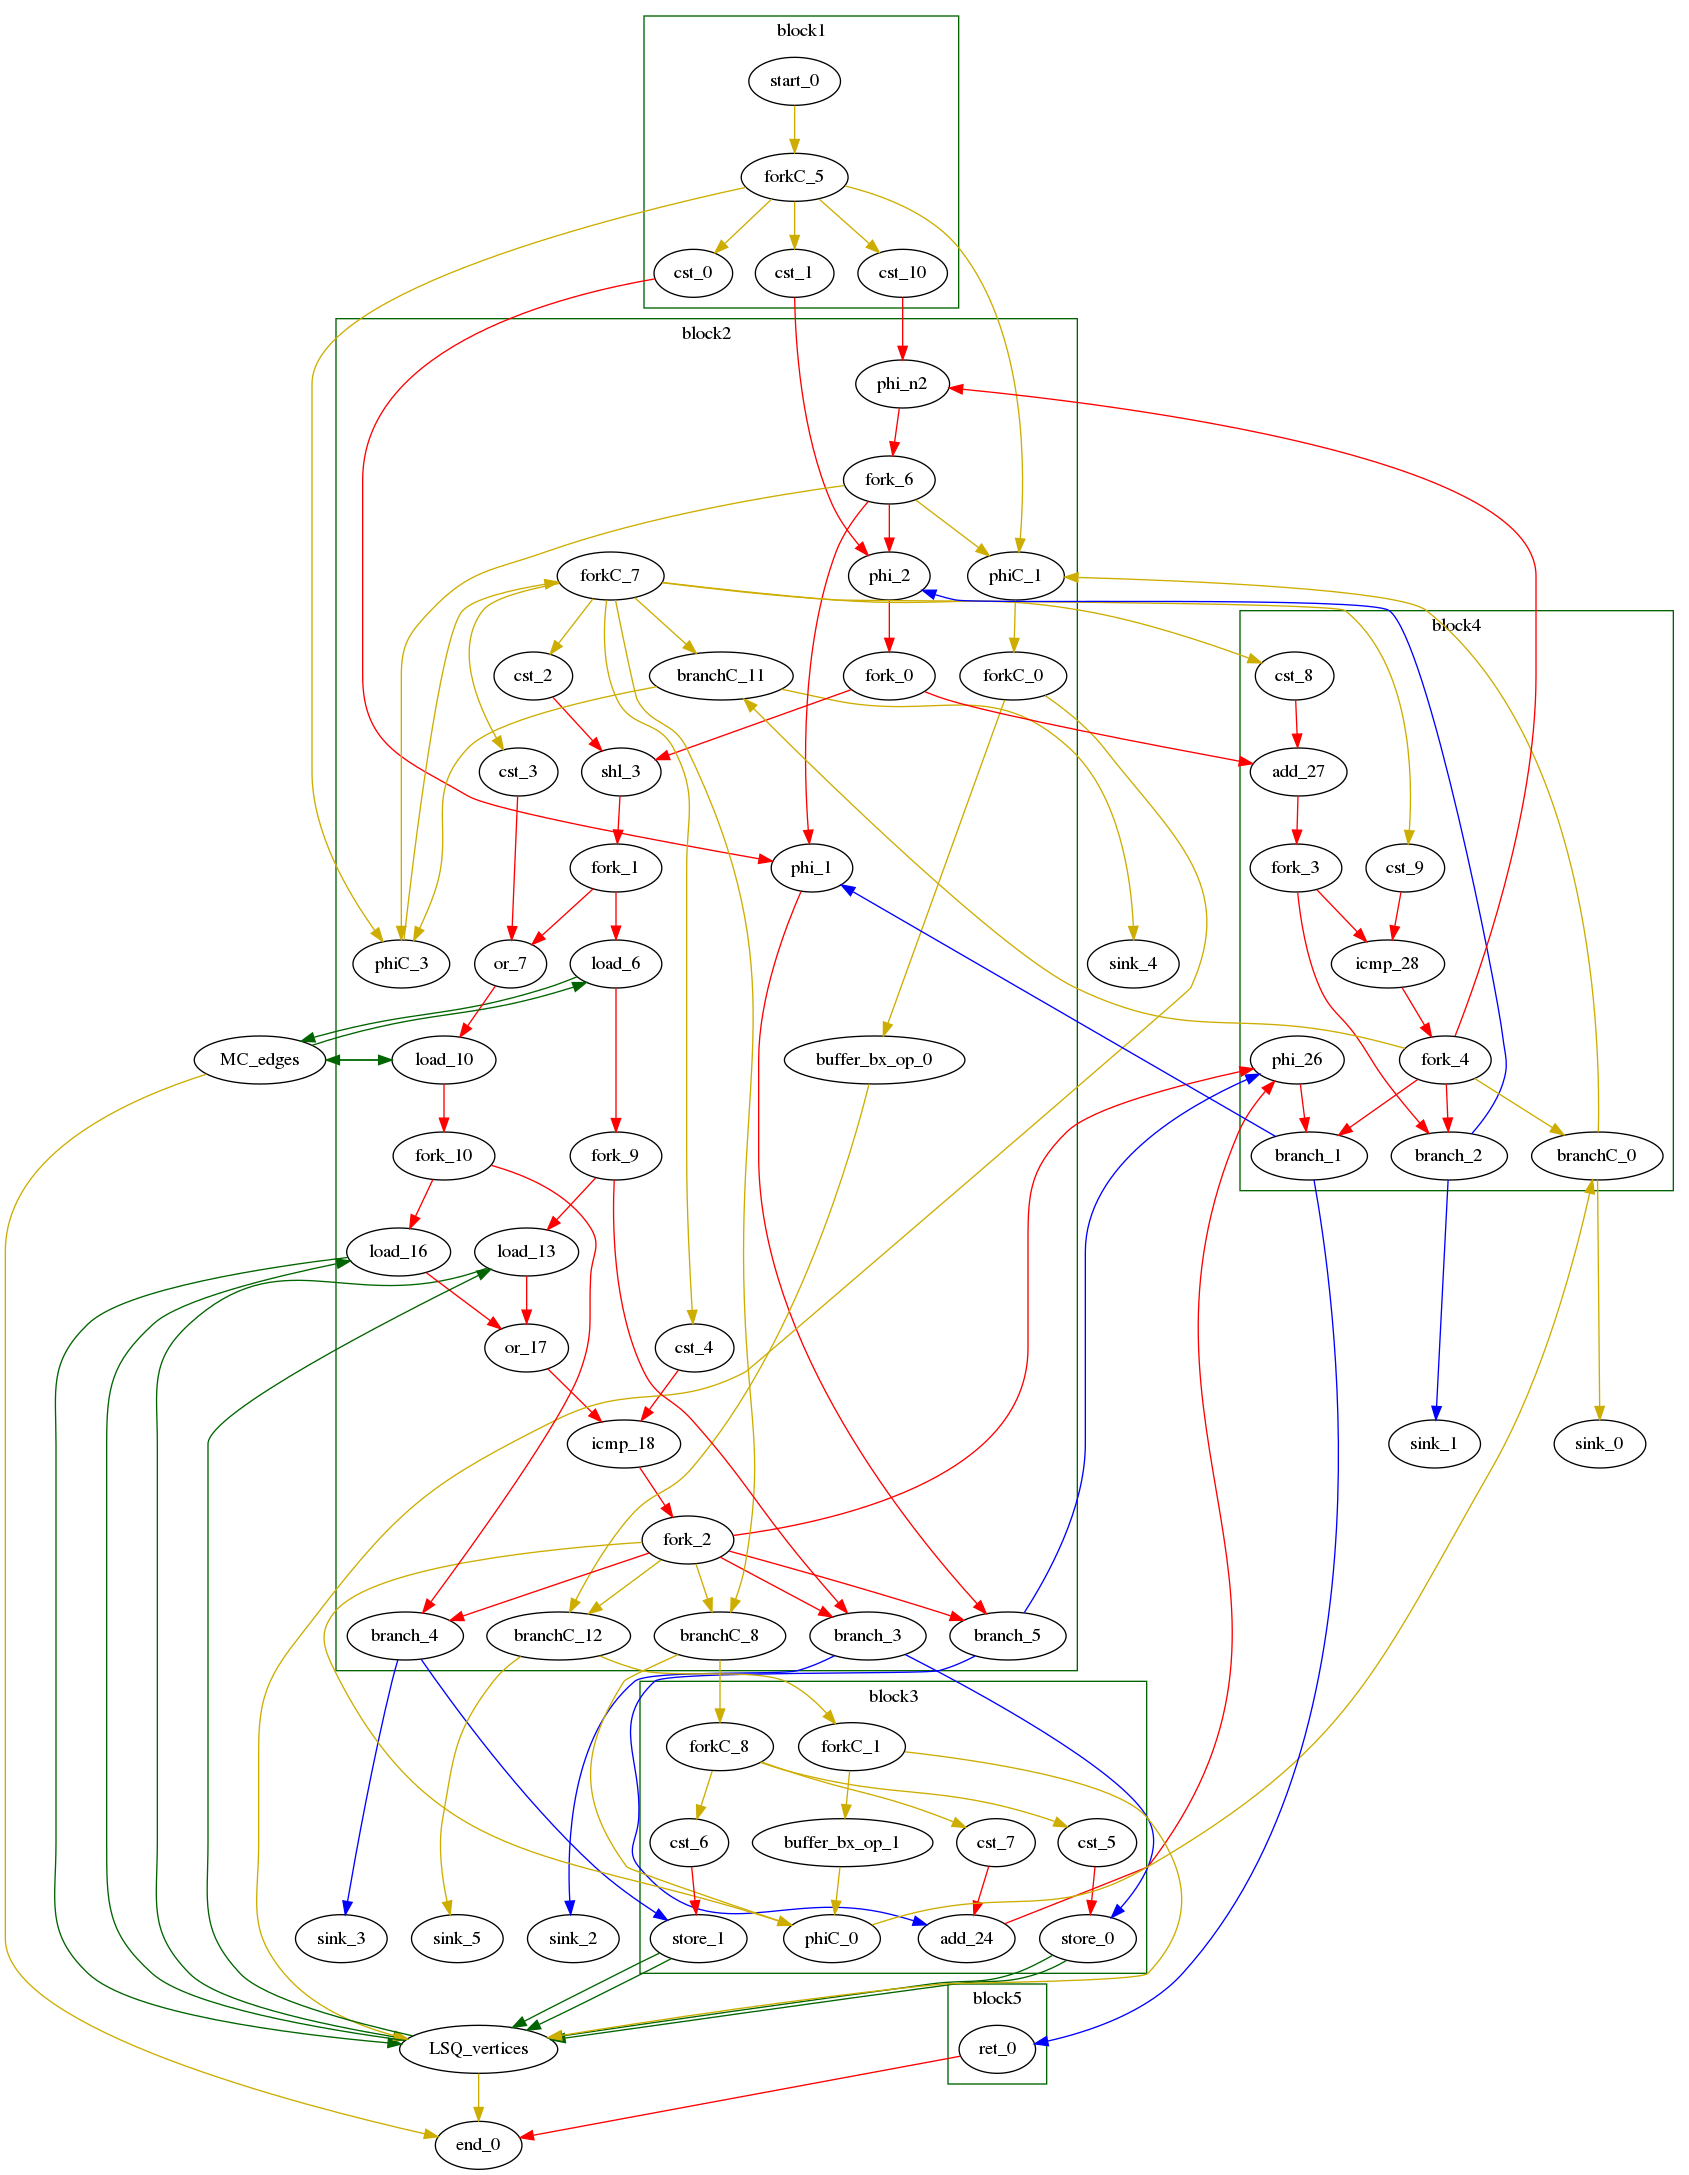 block1
start_0
forkC_5
cst_0
cst_1
cst_10
block2
phi_n2
fork_6
forkC_7
phi_2
phiC_1
block4
cst_2
branchC_11
fork_0
forkC_0
cst_8
cst_3
shl_3
add_27
fork_1
phi_1
fork_3
cst_9
phiC_3
or_7
load_6
sink_4
icmp_28
MC_edges
load_10
buffer_bx_op_0
phi_26
fork_4
fork_10
fork_9
branch_1
branch_2
branchC_0
load_16
load_13
or_17
cst_4
icmp_18
sink_1
sink_0
fork_2
branch_4
branchC_12
branchC_8
branch_3
branch_5
block3
forkC_8
forkC_1
cst_6
buffer_bx_op_1
cst_7
cst_5
sink_3
sink_5
sink_2
store_1
phiC_0
add_24
store_0
block5
LSQ_vertices
ret_0
end_0